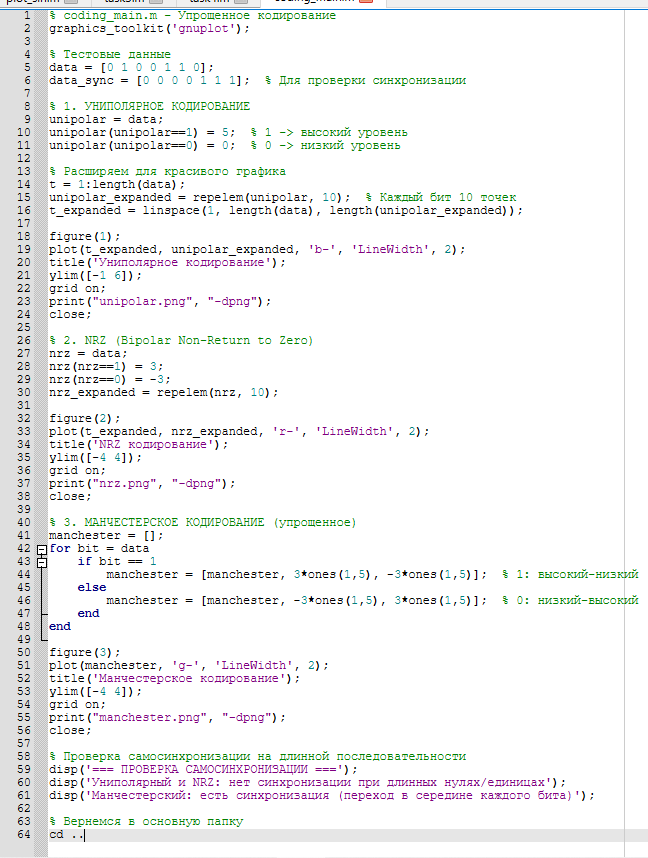 % coding_main.m - Упрощенное кодирование
graphics_toolkit('gnuplot');
% Тестовые данные
data = [0 1 0 0 1 1 0];
data_sync = [0 0 0 0 1 1 1];  % Для проверки синхронизации
% 1. УНИПОЛЯРНОЕ КОДИРОВАНИЕ
unipolar = data;
unipolar(unipolar==1) = 5;  % 1 -> высокий уровень
unipolar(unipolar==0) = 0;  % 0 -> низкий уровень
% Расширяем для красивого графика
t = 1:length(data);
unipolar_expanded = repelem(unipolar, 10);  % Каждый бит 10 точек
t_expanded = linspace(1, length(data), length(unipolar_expanded));
figure(1);
plot(t_expanded, unipolar_expanded, 'b-', 'LineWidth', 2);
title('Униполярное кодирование');
ylim([-1 6]);
grid on;
print("unipolar.png", "-dpng");
close;
% 2. NRZ (Bipolar Non-Return to Zero)
nrz = data;
nrz(nrz==1) = 3;
nrz(nrz==0) = -3;
nrz_expanded = repelem(nrz, 10);
figure(2);
plot(t_expanded, nrz_expanded, 'r-', 'LineWidth', 2);
title('NRZ кодирование');
ylim([-4 4]);
grid on;
print("nrz.png", "-dpng");
close;
% 3. МАНЧЕСТЕРСКОЕ КОДИРОВАНИЕ (упрощенное)
manchester = [];
for bit = data
    if bit == 1
        manchester = [manchester, 3*ones(1,5), -3*ones(1,5)];  % 1: высокий-низкий
    else
        manchester = [manchester, -3*ones(1,5), 3*ones(1,5)];  % 0: низкий-высокий
    end
end
figure(3);
plot(manchester, 'g-', 'LineWidth', 2);
title('Манчестерское кодирование');
ylim([-4 4]);
grid on;
print("manchester.png", "-dpng");
close;
% Проверка самосинхронизации на длинной последовательности
disp('=== ПРОВЕРКА САМОСИНХРОНИЗАЦИИ ===');
disp('Униполярный и NRZ: нет синхронизации при длинных нулях/единицах');
disp('Манчестерский: есть синхронизация (переход в середине каждого бита)');
% Вернемся в основную папку
cd ..